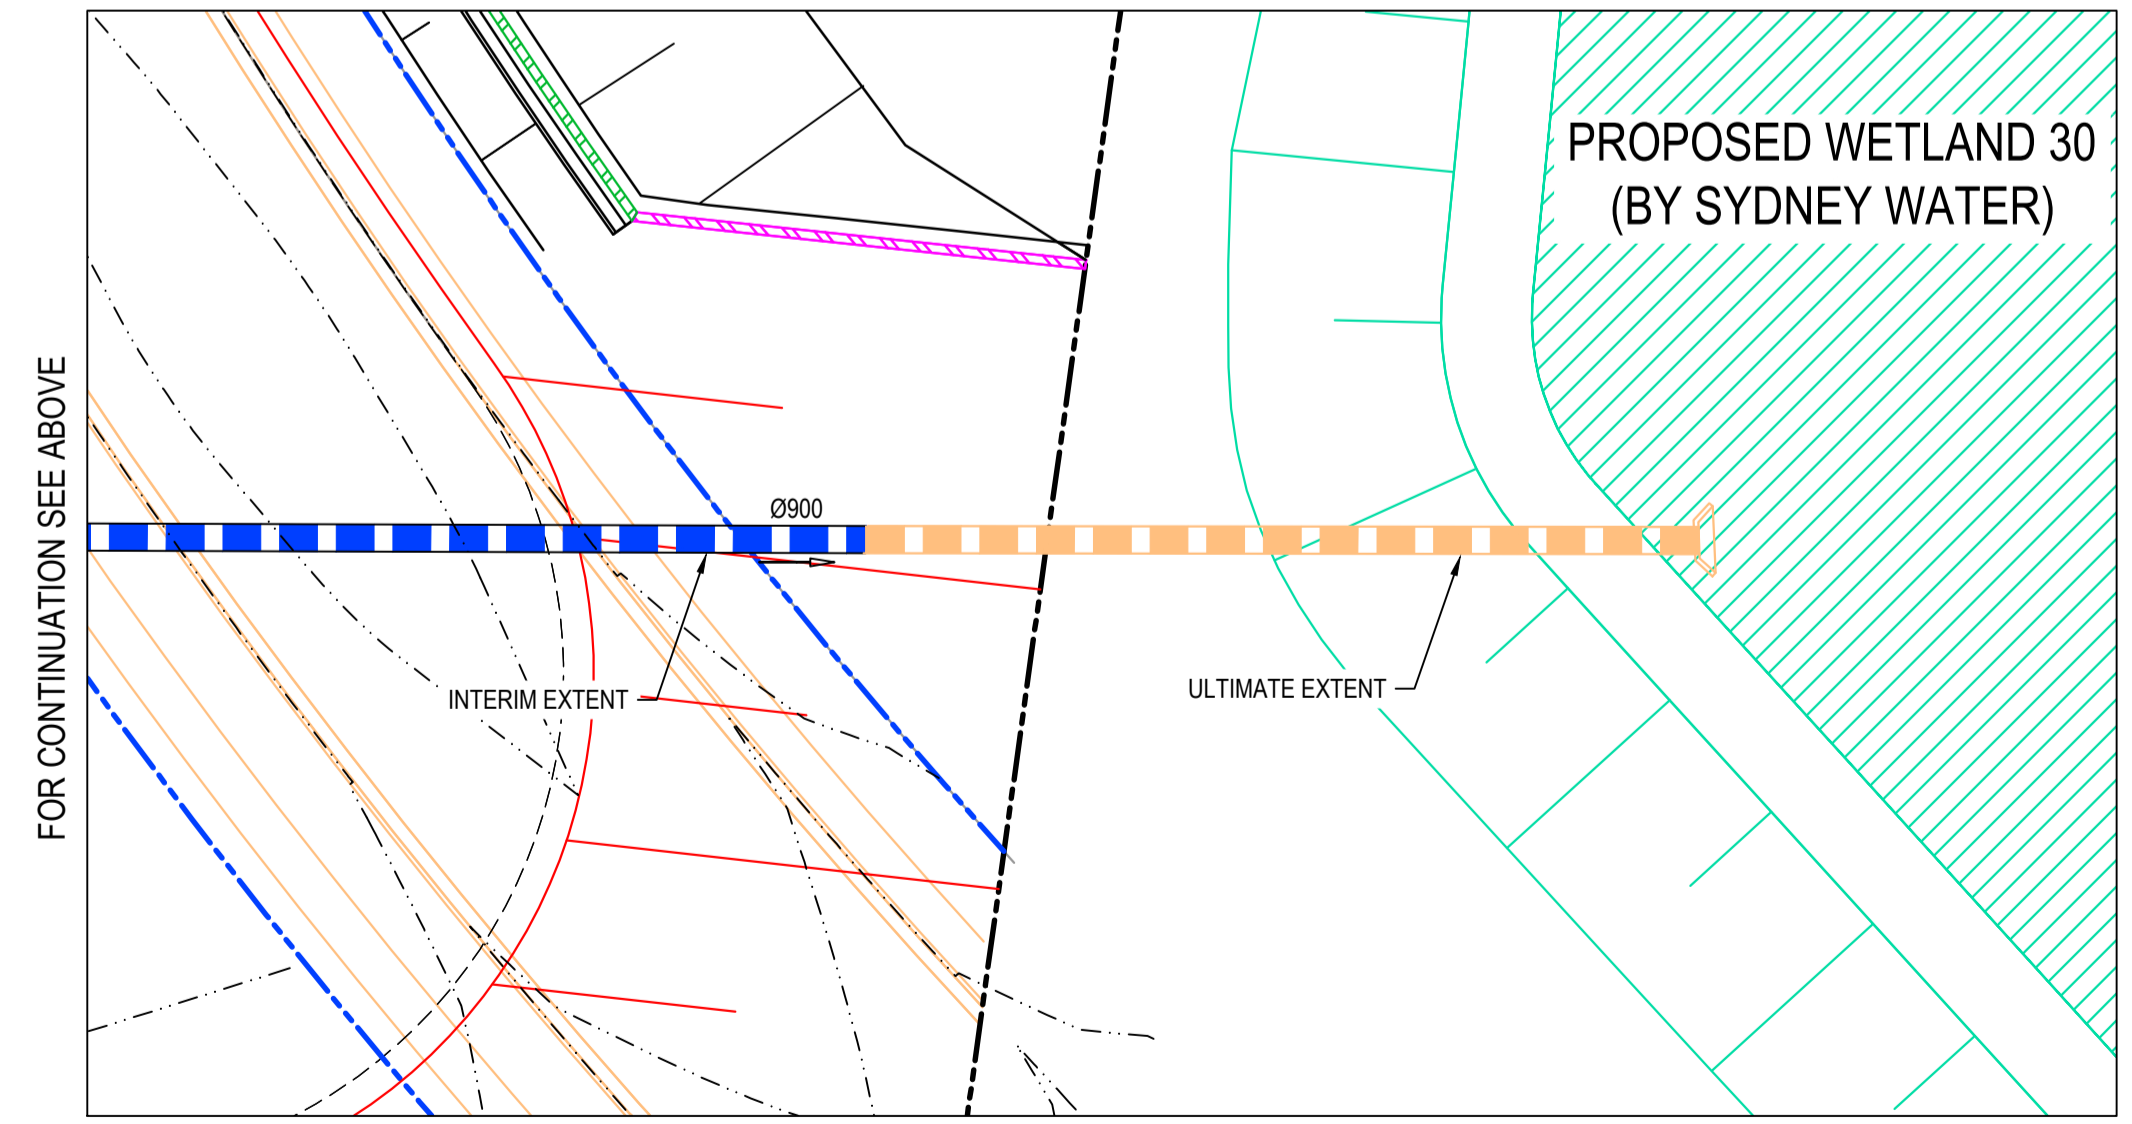 PROPOSED WETLAND 30
(BY SYDNEY WATER)
FOR CONTINUATION SEE ABOVE
Ø900
INTERIM EXTENT
ULTIMATE EXTENT